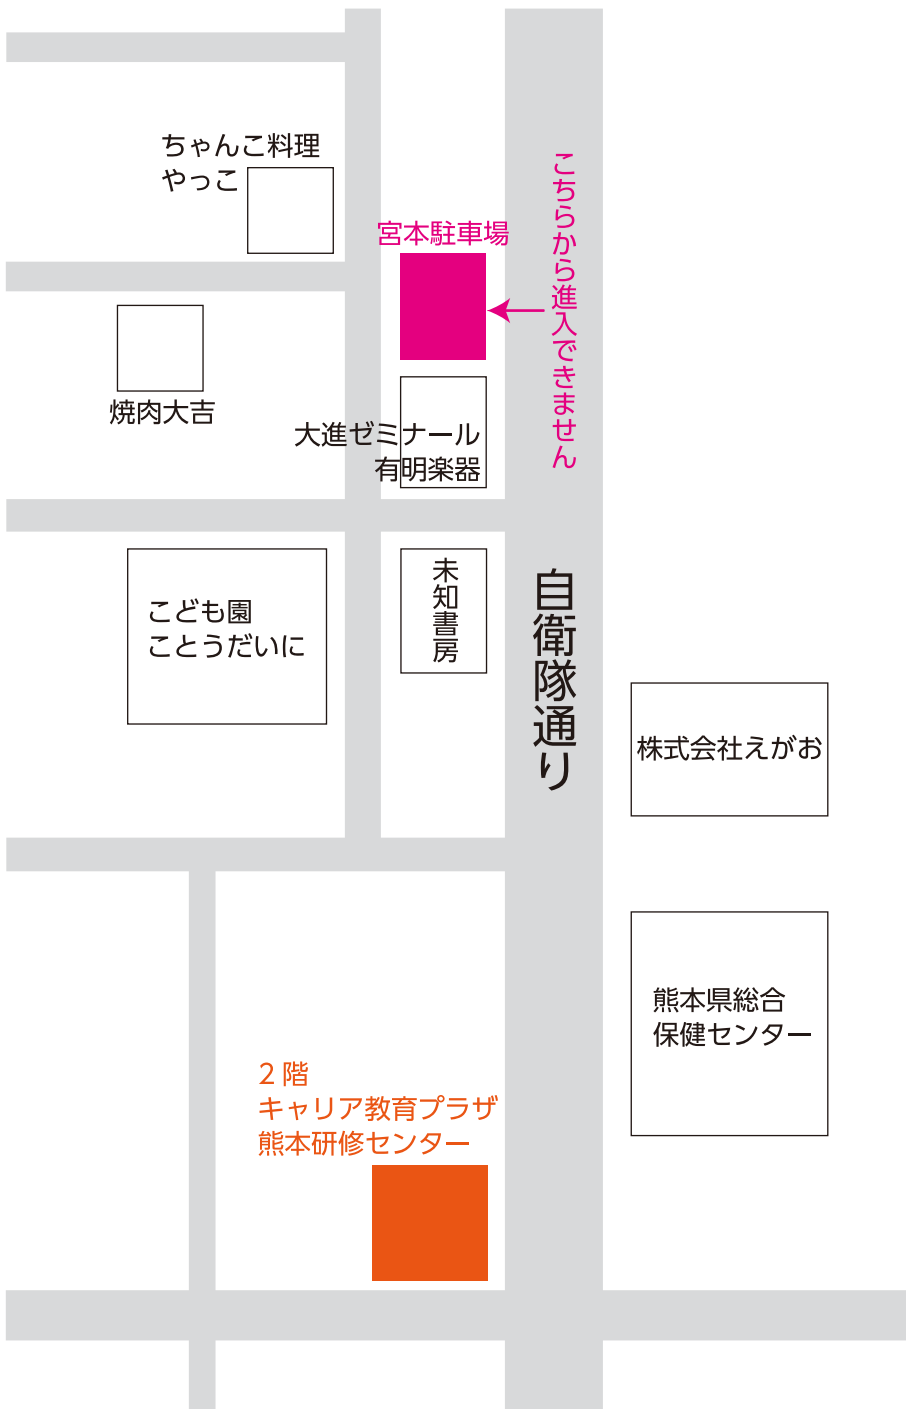 ちゃんこ料理
やっこ
宮本駐車場
こちらから進入できません
焼肉大吉
大進ゼミナール
有明楽器
こども園
ことうだいに
未知書房
自衛隊通り
株式会社えがお
熊本県総合
保健センター
2 階
キャリア教育プラザ
熊本研修センター